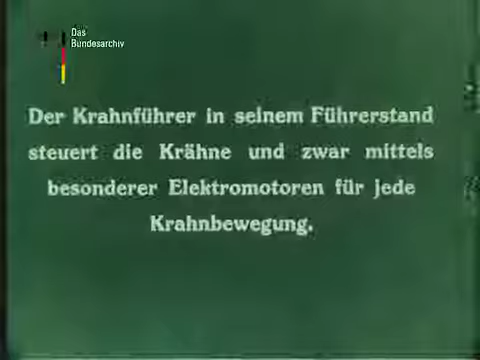 Das
Bundesarchiv
Der Krahnführer in seinem Führerstand
steuert die Krähne und zwar mittels
besonderer Elektromotoren für jede
Krahnbewegung.